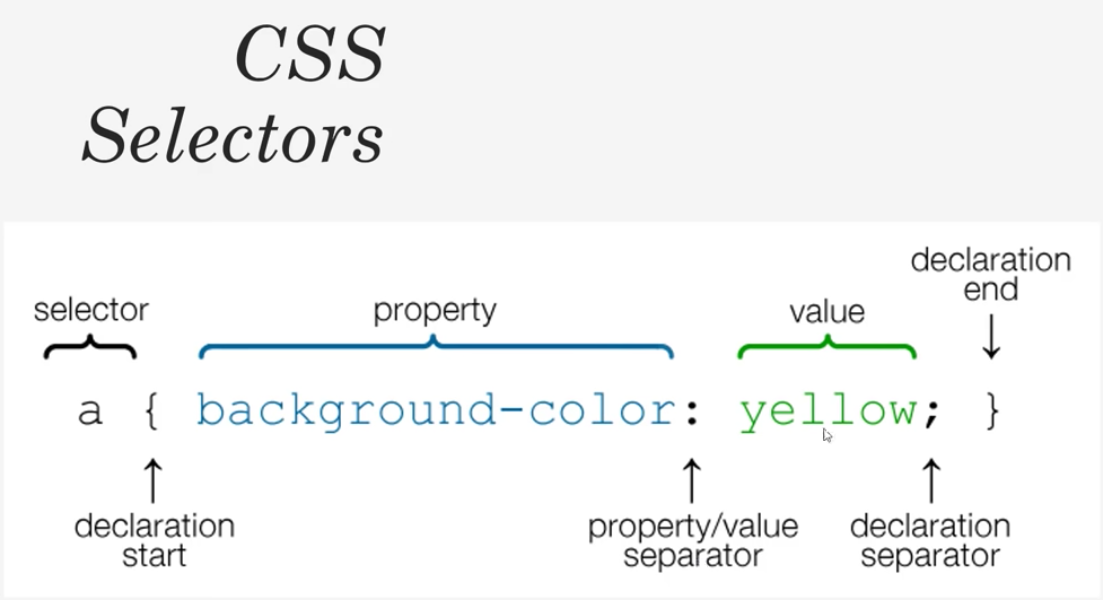 CSS
Selectors
declaration
end
selector
property
value
a { background-color: yellow; }
declaration
start
property/value
separator
declaration
separator